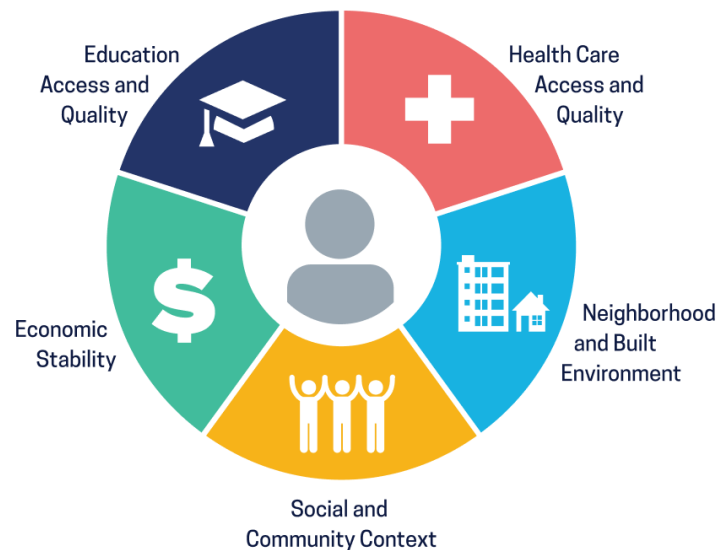 Education
Access and
Quality
Health Care
Access and
Quality
Economic
Stability
Neighborhood
and Built
Environment
Social and
Community Context